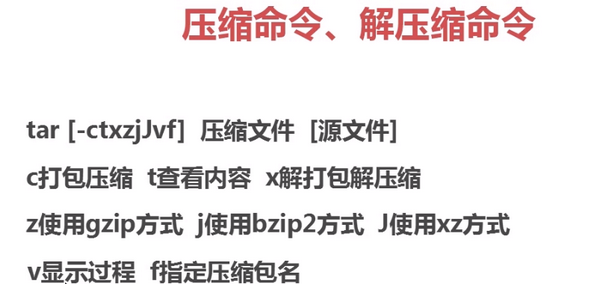 压缩命令、解压缩命令
tar [-ctxzjJvf] 压缩文件 [源文件]
c打包压缩 t查看内容 x解打包解压缩
z使用gzip方式 j使用bzip2方式 J使用xz方式
v显示过程 f指定压缩包名